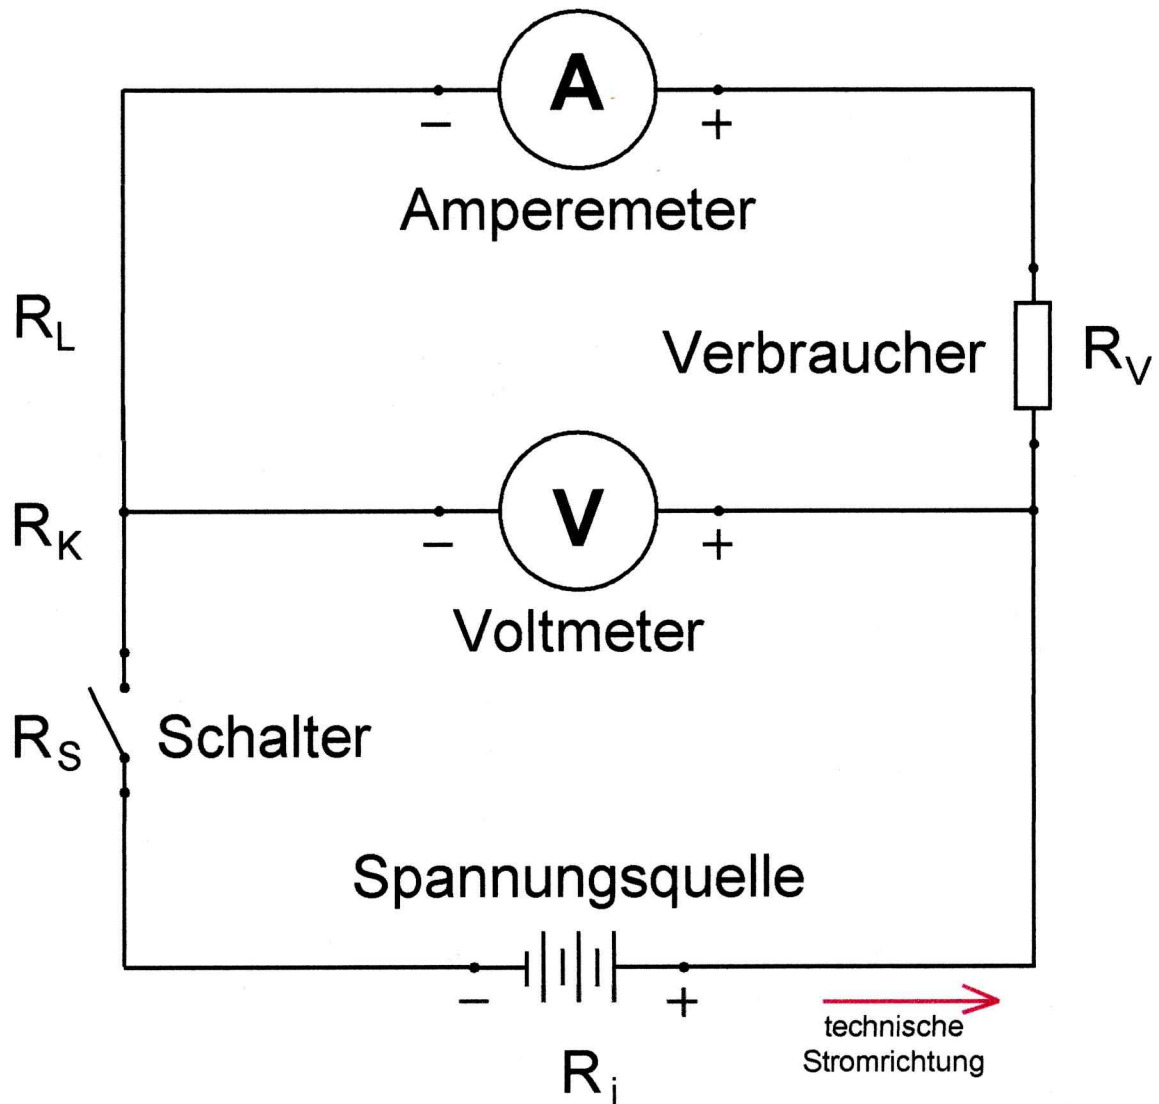 A
− +
Amperemeter
R_L
Verbraucher R_V
R_K
V
− +
Voltmeter
R_S Schalter
Spannungsquelle
− +
technische
Stromrichtung
R_i